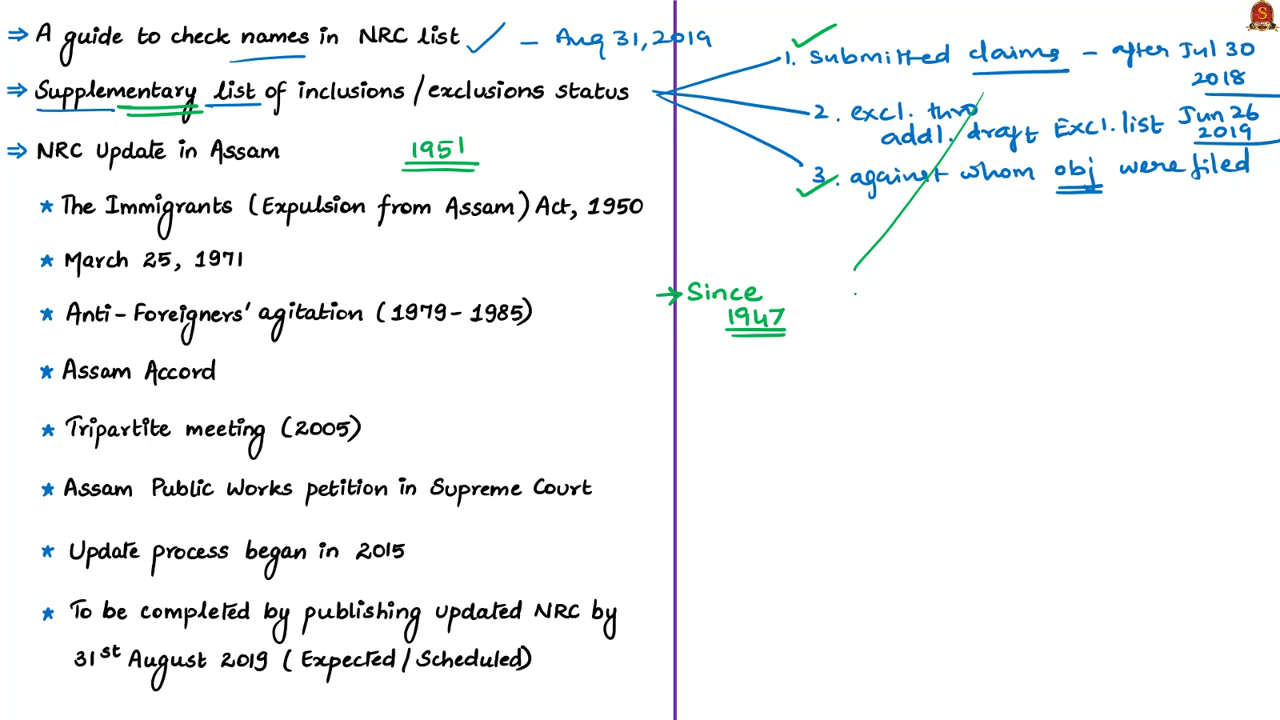 ⇒ A guide to check names in NRC list ✓ – Aug 31, 2019
⇒ Supplementary list of inclusions / exclusions status
⇒ NRC Update in Assam 1951
* The Immigrants (Expulsion from Assam) Act, 1950
* March 25, 1971
* Anti-Foreigners' agitation (1979-1985)
* Assam Accord
* Tripartite meeting (2005)
* Assam Public Works petition in Supreme Court
* Update process began in 2015
* To be completed by publishing updated NRC by
31st August 2019 (Expected / Scheduled)
1. Submitted claims – after Jul 30
2018
2. excl. thro
addl. draft Excl. list Jun 26
2019
3. against whom obj were filed
→ Since
1947
S